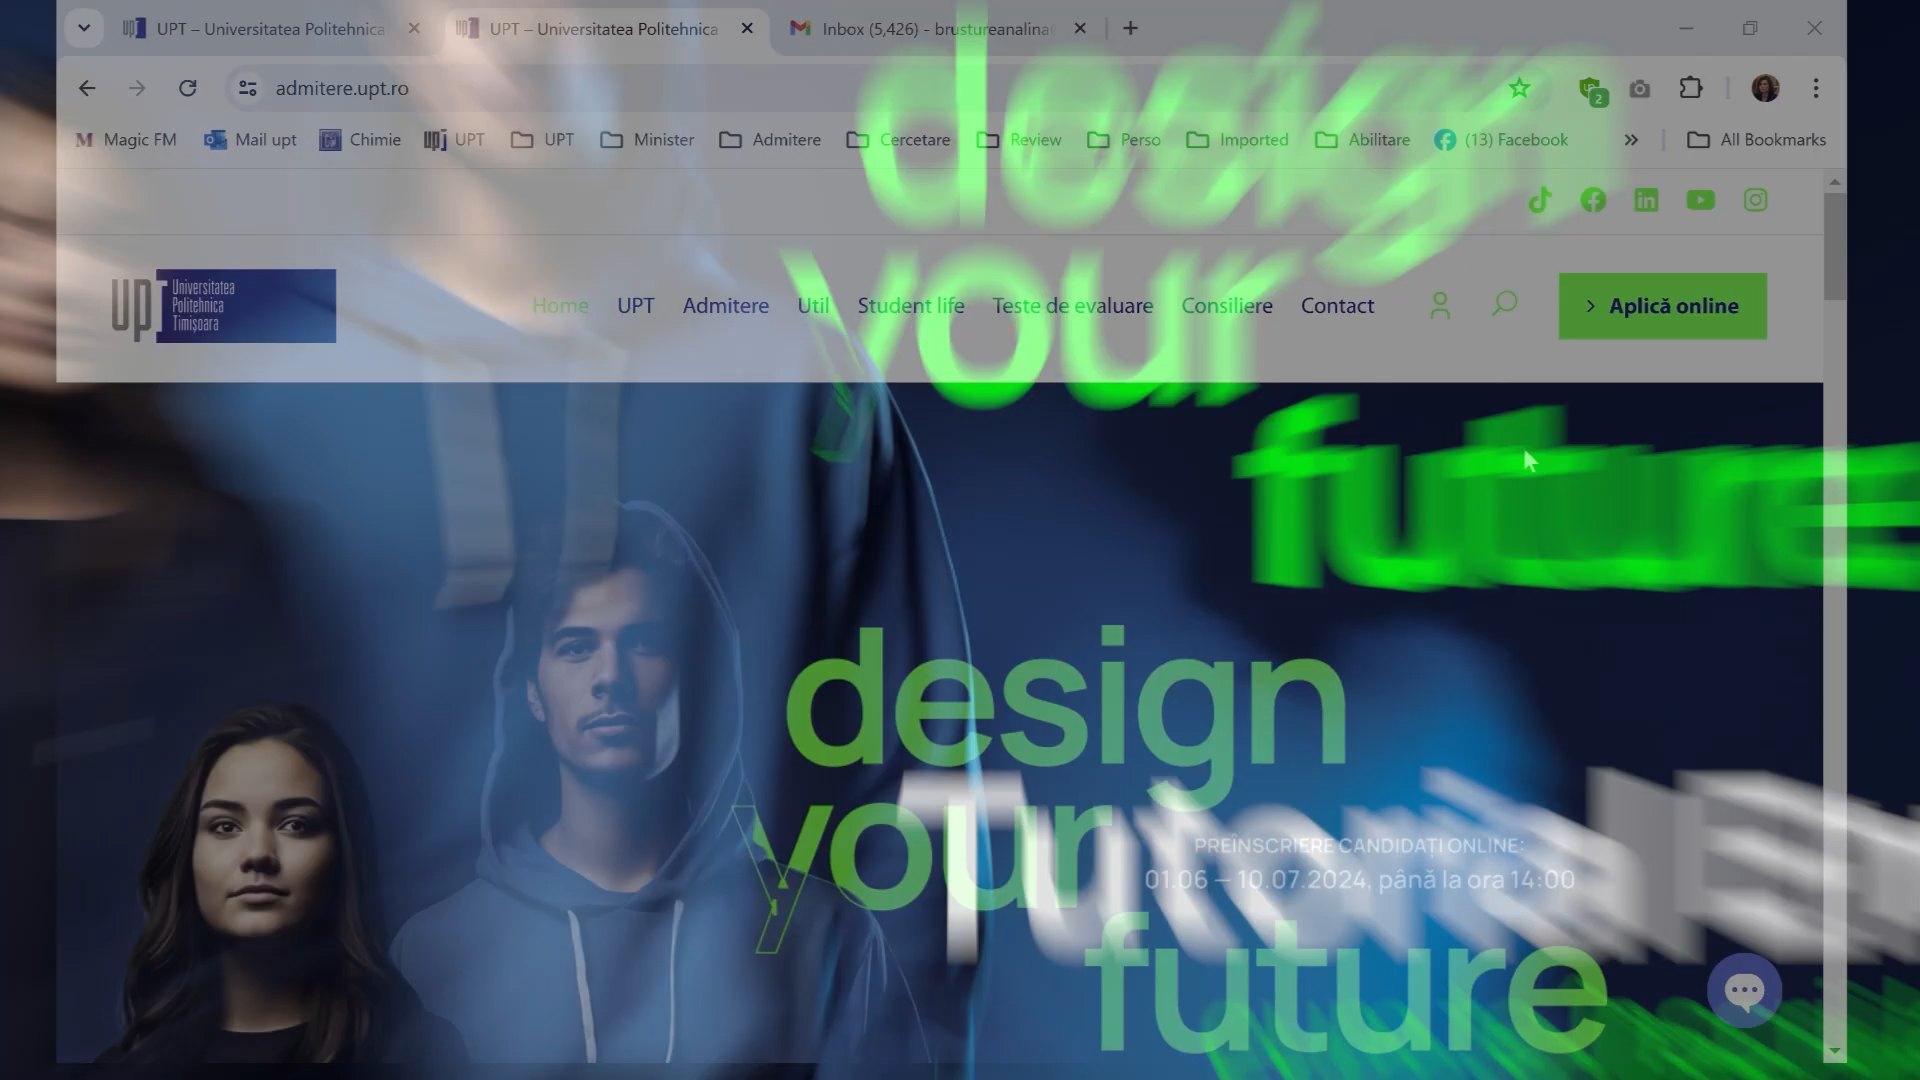 UPT – Universitatea Politehnica
UPT – Universitatea Politehnica
Inbox (5,426) - brustureanalina
admitere.upt.ro
2
Magic FM
Mail upt
Chimie
UPT
UPT
Minister
Admitere
Cercetare
Review
Perso
Imported
Abilitare
(13) Facebook
All Bookmarks
upt
Universitatea
Politehnica
Timișoara
Home
UPT
Admitere
Util
Student life
Teste de evaluare
Consiliere
Contact
Aplică online
design
your
future
design
your
future
PREÎNSCRIERE CANDIDAȚI ONLINE:
01.06 – 10.07.2024, până la ora 14:00
Tutorial